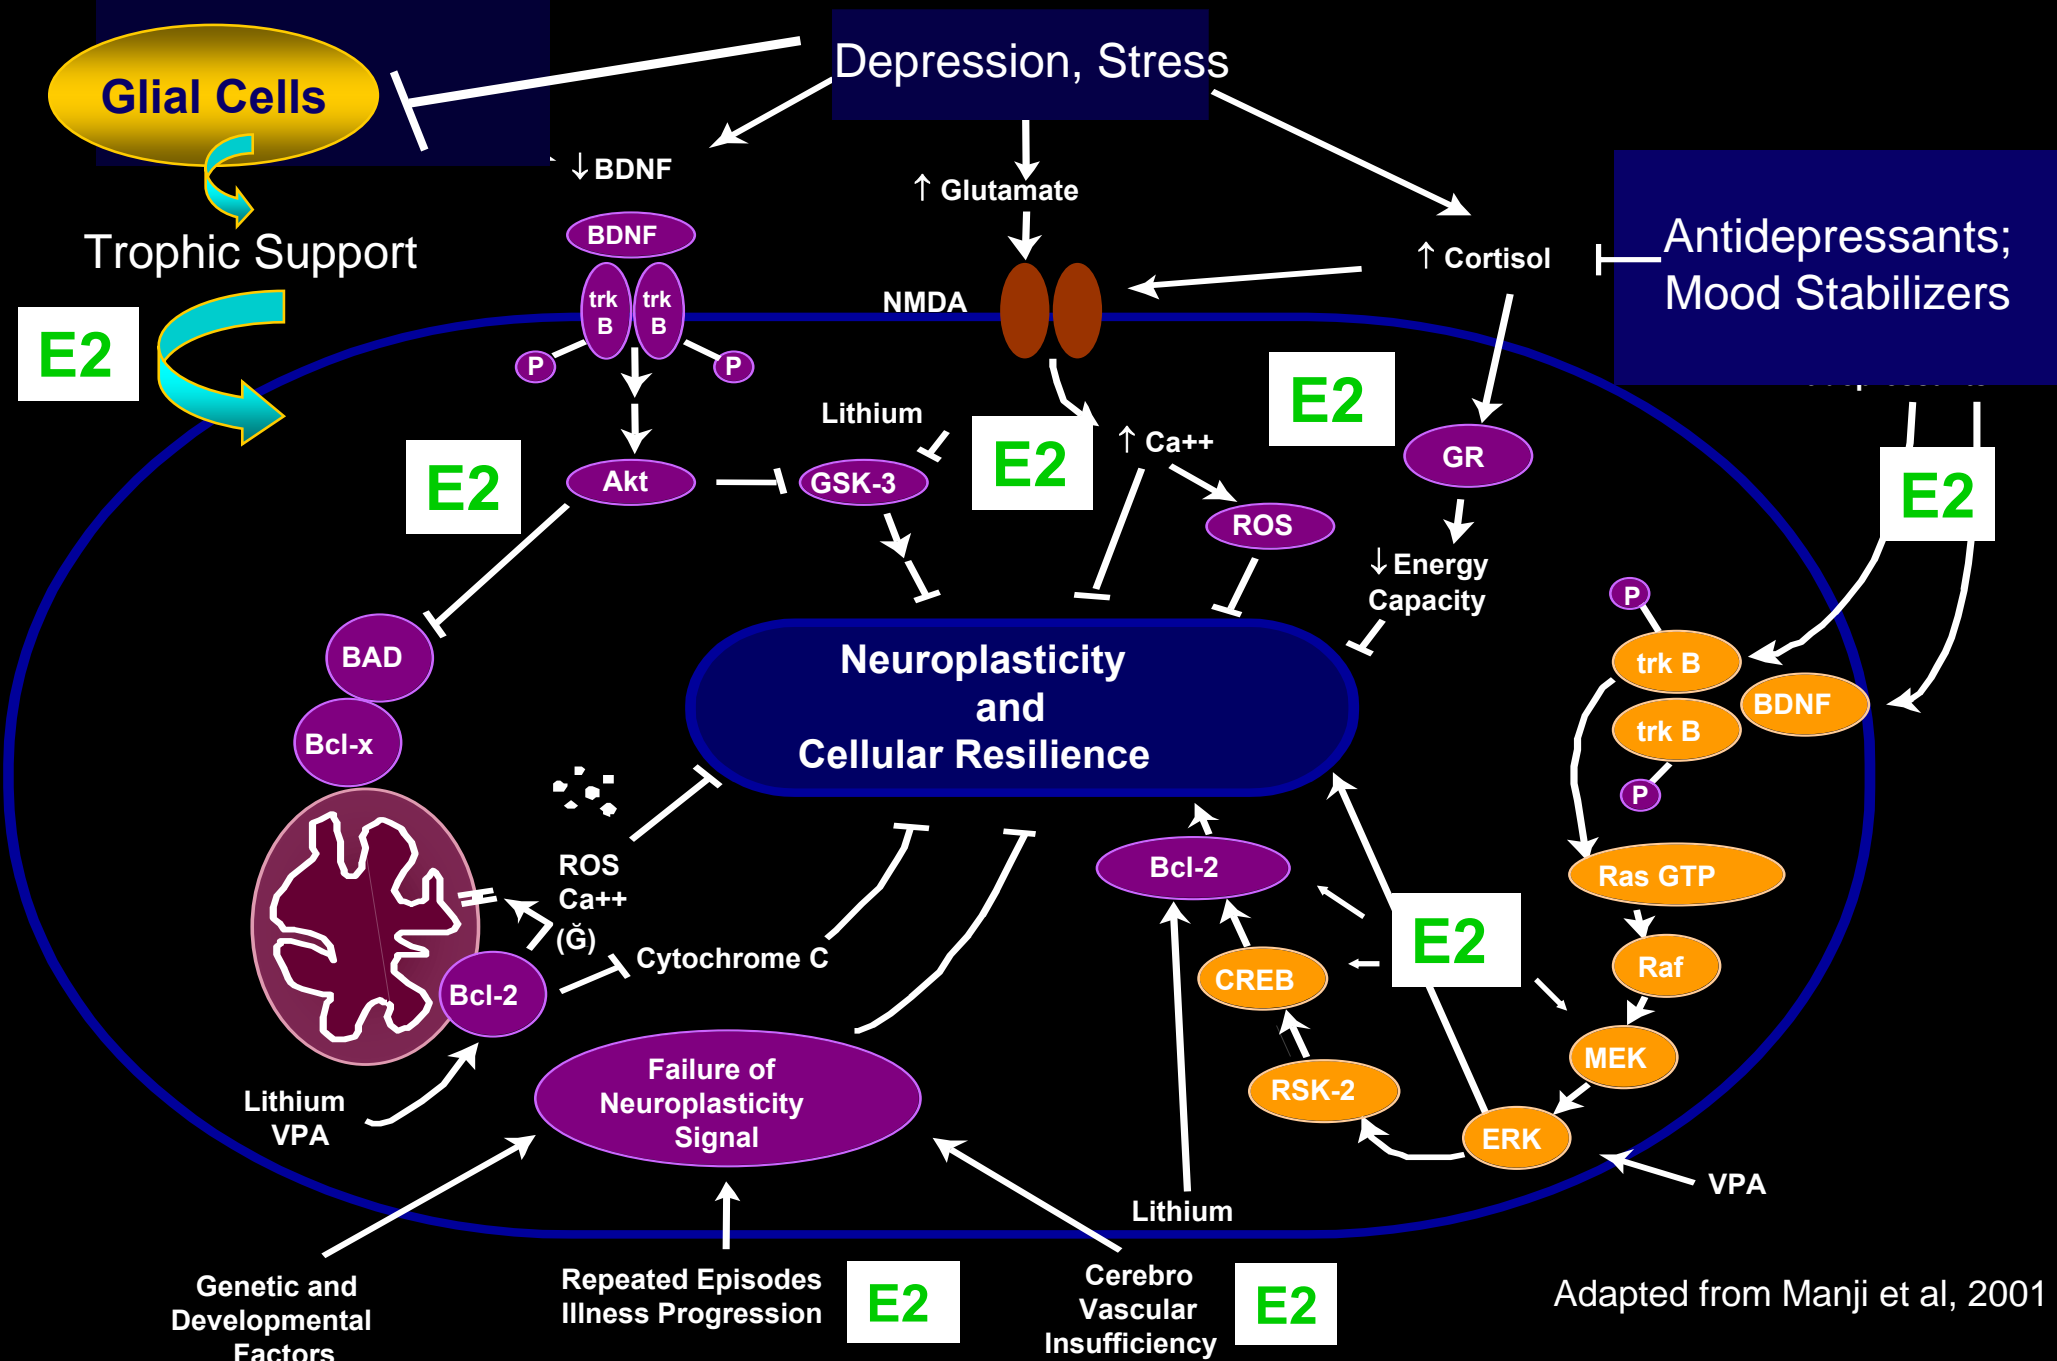 Depression, Stress
Glial Cells
↓ BDNF
↑ Glutamate
Trophic Support
BDNF
trk
B
trk
B
P
P
NMDA
↑ Cortisol
Antidepressants;
Mood Stabilizers
E2
E2
E2
E2
E2
Lithium
↑ Ca++
GR
Akt
GSK-3
ROS
↓ Energy
Capacity
BAD
Bcl-x
Neuroplasticity
and
Cellular Resilience
P
trk B
BDNF
trk B
P
ROS
Ca++
(Ğ)
Cytochrome C
Bcl-2
Bcl-2
E2
Ras GTP
Raf
CREB
MEK
RSK-2
ERK
VPA
Lithium
VPA
Failure of
Neuroplasticity
Signal
Lithium
Genetic and
Developmental
Factors
Repeated Episodes
Illness Progression
E2
Cerebro
Vascular
Insufficiency
E2
Adapted from Manji et al, 2001